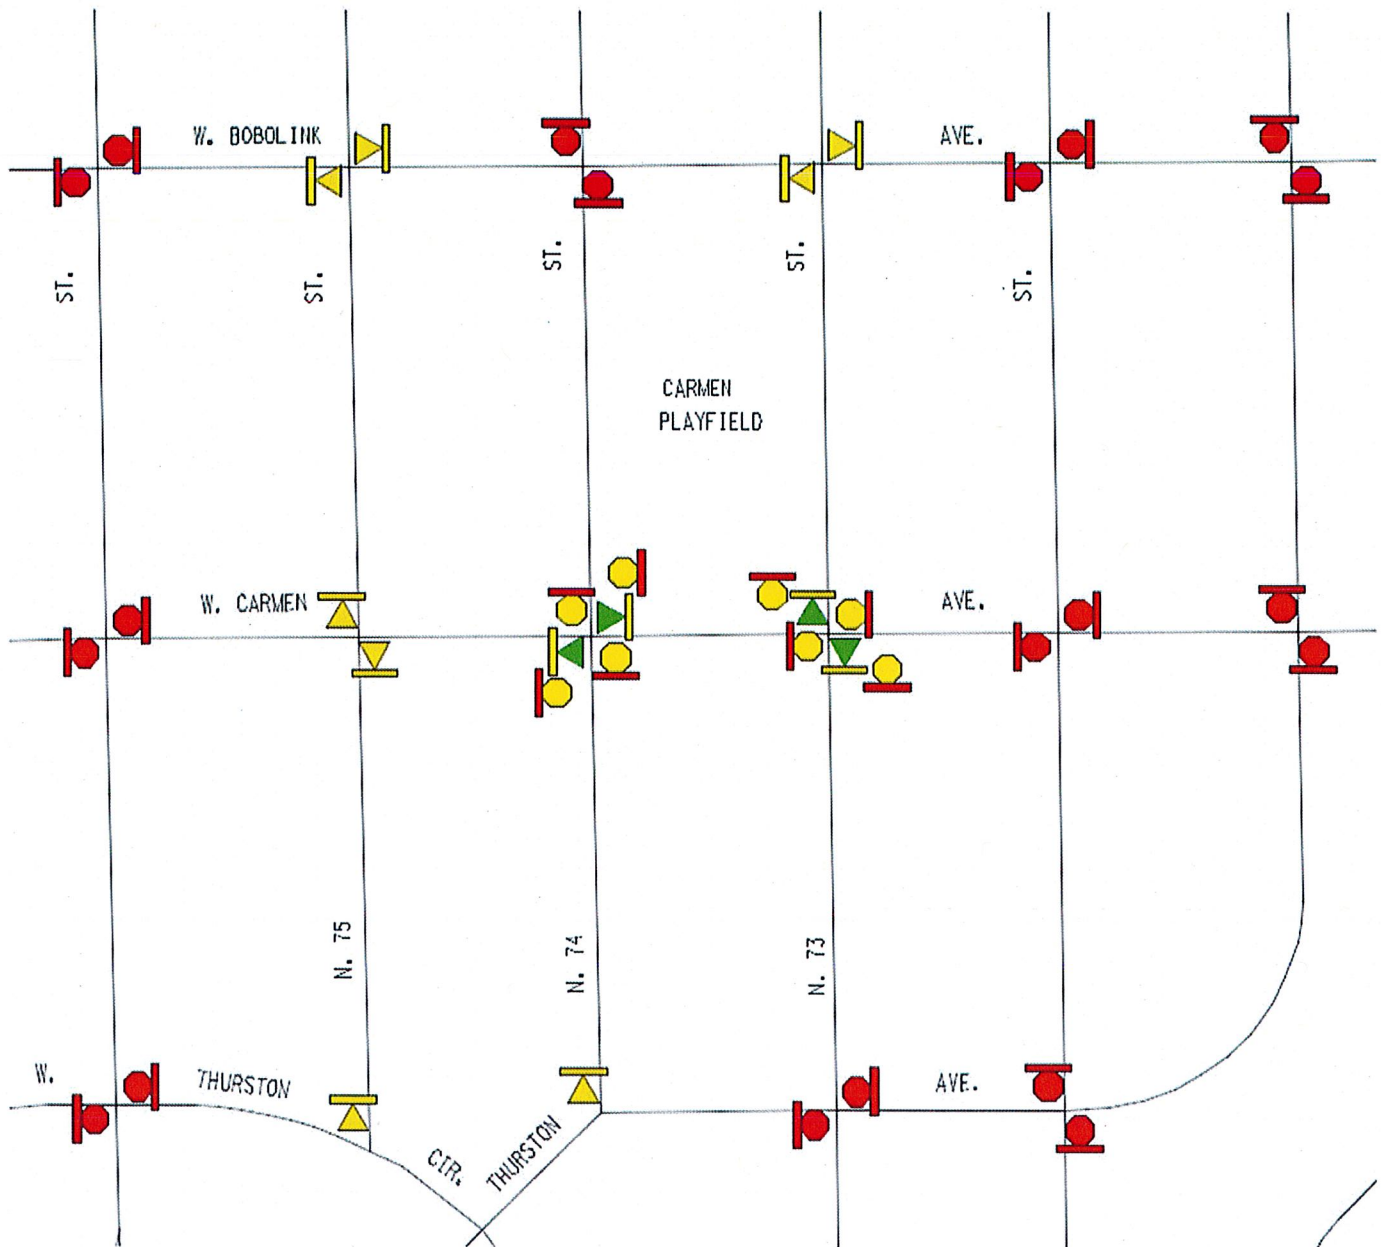 W. BOBOLINK
AVE.
ST.
ST.
ST.
ST.
ST.
CARMEN
PLAYFIELD
W. CARMEN
AVE.
N. 75
N. 74
N. 73
W.
THURSTON
AVE.
CIR.
THURSTON